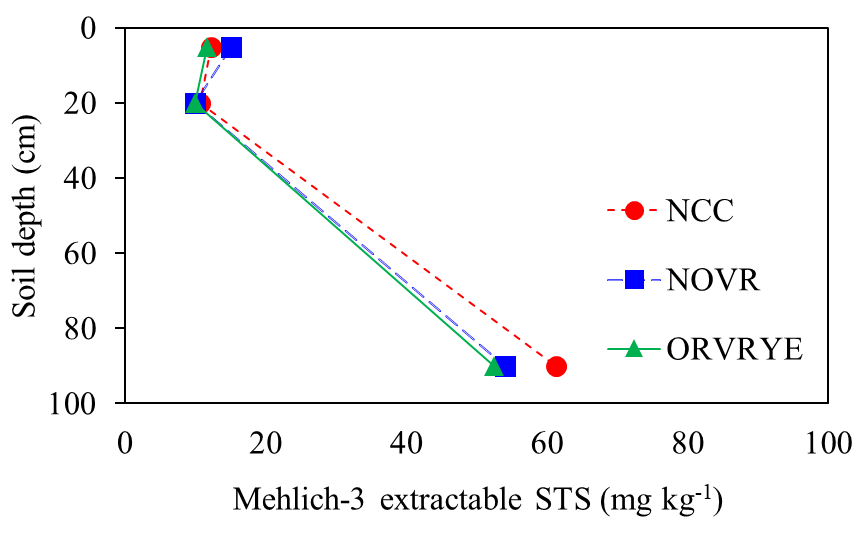 0
20
40
60
80
100
Soil depth (cm)
NCC
NOVR
ORVRYE
0 20 40 60 80 100
Mehlich-3 extractable STS (mg kg⁻¹)